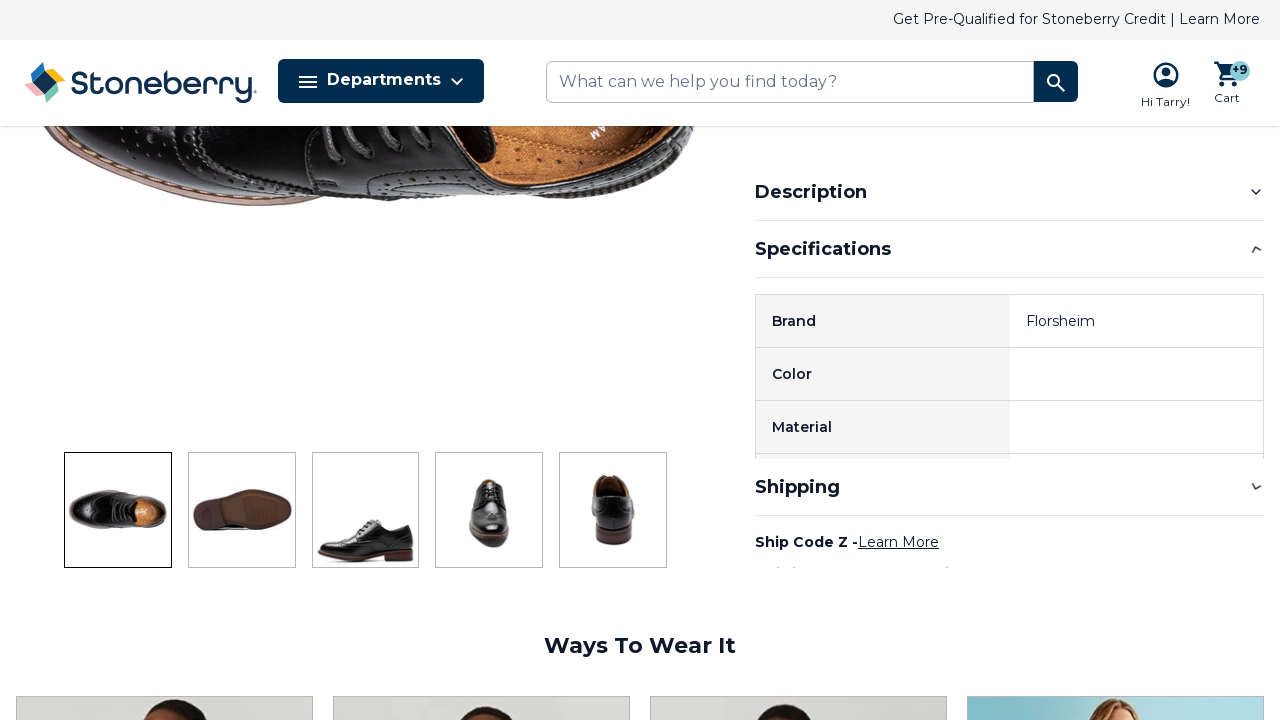 Get Pre-Qualified for Stoneberry Credit | Learn More
Stoneberry
Departments
What can we help you find today?
Hi Tarry!
+9
Cart
Description
Specifications
Brand
Florsheim
Color
Material
Shipping
Ship Code Z -Learn More
Ways To Wear It